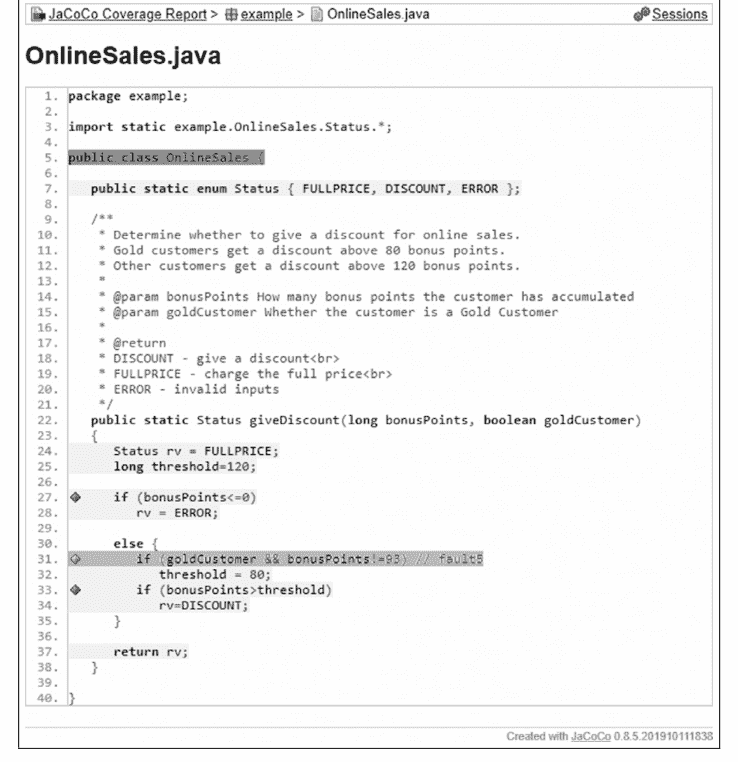 JaCoCo Coverage Report > example > OnlineSales.java Sessions
OnlineSales.java
1. package example;
2.
3. import static example.OnlineSales.Status.*;
4.
5. public class OnlineSales {
6.
7. public static enum Status { FULLPRICE, DISCOUNT, ERROR };
8.
9. /**
10. * Determine whether to give a discount for online sales.
11. * Gold customers get a discount above 80 bonus points.
12. * Other customers get a discount above 120 bonus points.
13. *
14. * @param bonusPoints How many bonus points the customer has accumulated
15. * @param goldCustomer Whether the customer is a Gold Customer
16. *
17. * @return
18. * DISCOUNT - give a discount<br>
19. * FULLPRICE - charge the full price<br>
20. * ERROR - invalid inputs
21. */
22. public static Status giveDiscount(long bonusPoints, boolean goldCustomer)
23. {
24. Status rv = FULLPRICE;
25. long threshold=120;
26.
27. if (bonusPoints<=0)
28. rv = ERROR;
29.
30. else {
31. if (goldCustomer && bonusPoints!=93) // fault5
32. threshold = 80;
33. if (bonusPoints>threshold)
34. rv=DISCOUNT;
35. }
36.
37. return rv;
38. }
39.
40. }
Created with JaCoCo 0.8.5.201910111838